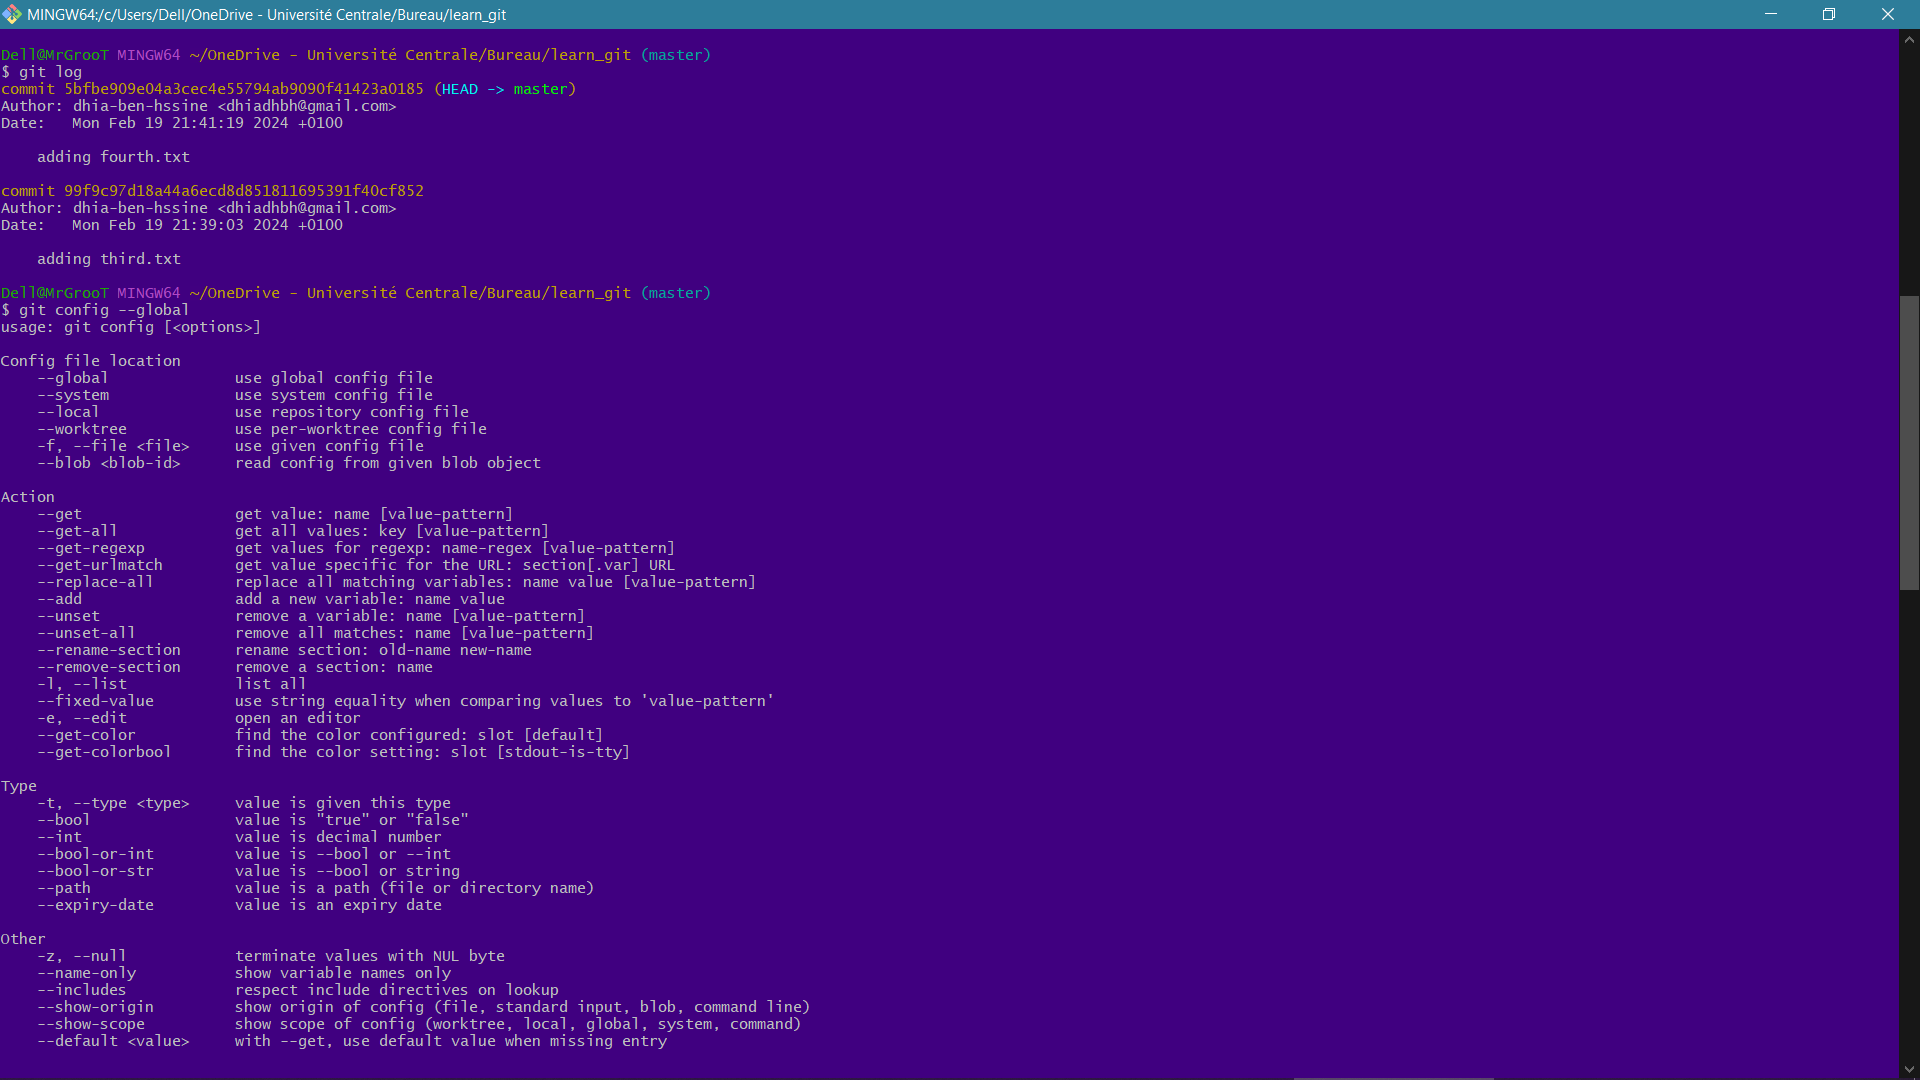 MINGW64:/c/Users/Dell/OneDrive - Université Centrale/Bureau/learn_git
Dell@MrGrooT MINGW64 ~/OneDrive - Université Centrale/Bureau/learn_git (master)
$ git log
commit 5bfbe909e04a3cec4e55794ab9090f41423a0185 (HEAD -> master)
Author: dhia-ben-hssine <dhiadhbh@gmail.com>
Date:   Mon Feb 19 21:41:19 2024 +0100
    adding fourth.txt
commit 99f9c97d18a44a6ecd8d851811695391f40cf852
Author: dhia-ben-hssine <dhiadhbh@gmail.com>
Date:   Mon Feb 19 21:39:03 2024 +0100
    adding third.txt
Dell@MrGrooT MINGW64 ~/OneDrive - Université Centrale/Bureau/learn_git (master)
$ git config --global
usage: git config [<options>]
Config file location
    --global              use global config file
    --system              use system config file
    --local               use repository config file
    --worktree            use per-worktree config file
    -f, --file <file>     use given config file
    --blob <blob-id>      read config from given blob object
Action
    --get                 get value: name [value-pattern]
    --get-all             get all values: key [value-pattern]
    --get-regexp          get values for regexp: name-regex [value-pattern]
    --get-urlmatch        get value specific for the URL: section[.var] URL
    --replace-all         replace all matching variables: name value [value-pattern]
    --add                 add a new variable: name value
    --unset               remove a variable: name [value-pattern]
    --unset-all           remove all matches: name [value-pattern]
    --rename-section      rename section: old-name new-name
    --remove-section      remove a section: name
    -l, --list            list all
    --fixed-value         use string equality when comparing values to 'value-pattern'
    -e, --edit            open an editor
    --get-color           find the color configured: slot [default]
    --get-colorbool       find the color setting: slot [stdout-is-tty]
Type
    -t, --type <type>     value is given this type
    --bool                value is "true" or "false"
    --int                 value is decimal number
    --bool-or-int         value is --bool or --int
    --bool-or-str         value is --bool or string
    --path                value is a path (file or directory name)
    --expiry-date         value is an expiry date
Other
    -z, --null            terminate values with NUL byte
    --name-only           show variable names only
    --includes            respect include directives on lookup
    --show-origin         show origin of config (file, standard input, blob, command line)
    --show-scope          show scope of config (worktree, local, global, system, command)
    --default <value>     with --get, use default value when missing entry